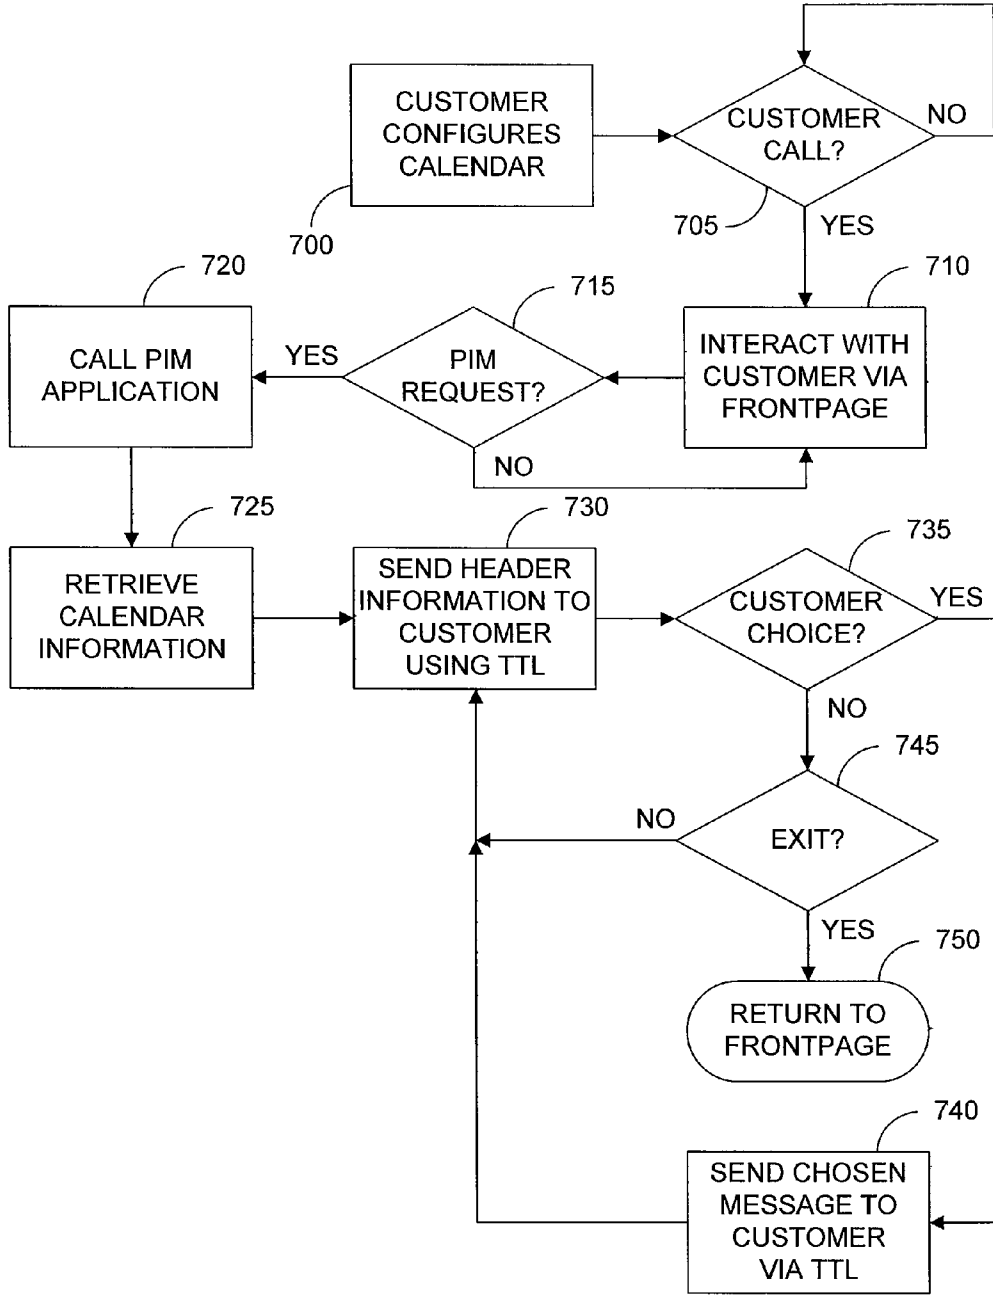 CUSTOMER
CONFIGURES
CALENDAR
700
CUSTOMER
CALL?
NO
705
YES
720
715
710
CALL PIM
APPLICATION
YES
PIM
REQUEST?
NO
INTERACT WITH
CUSTOMER VIA
FRONTPAGE
725
730
735
RETRIEVE
CALENDAR
INFORMATION
SEND HEADER
INFORMATION TO
CUSTOMER
USING TTL
CUSTOMER
CHOICE?
YES
NO
745
NO
EXIT?
YES
750
RETURN TO
FRONTPAGE
740
SEND CHOSEN
MESSAGE TO
CUSTOMER
VIA TTL